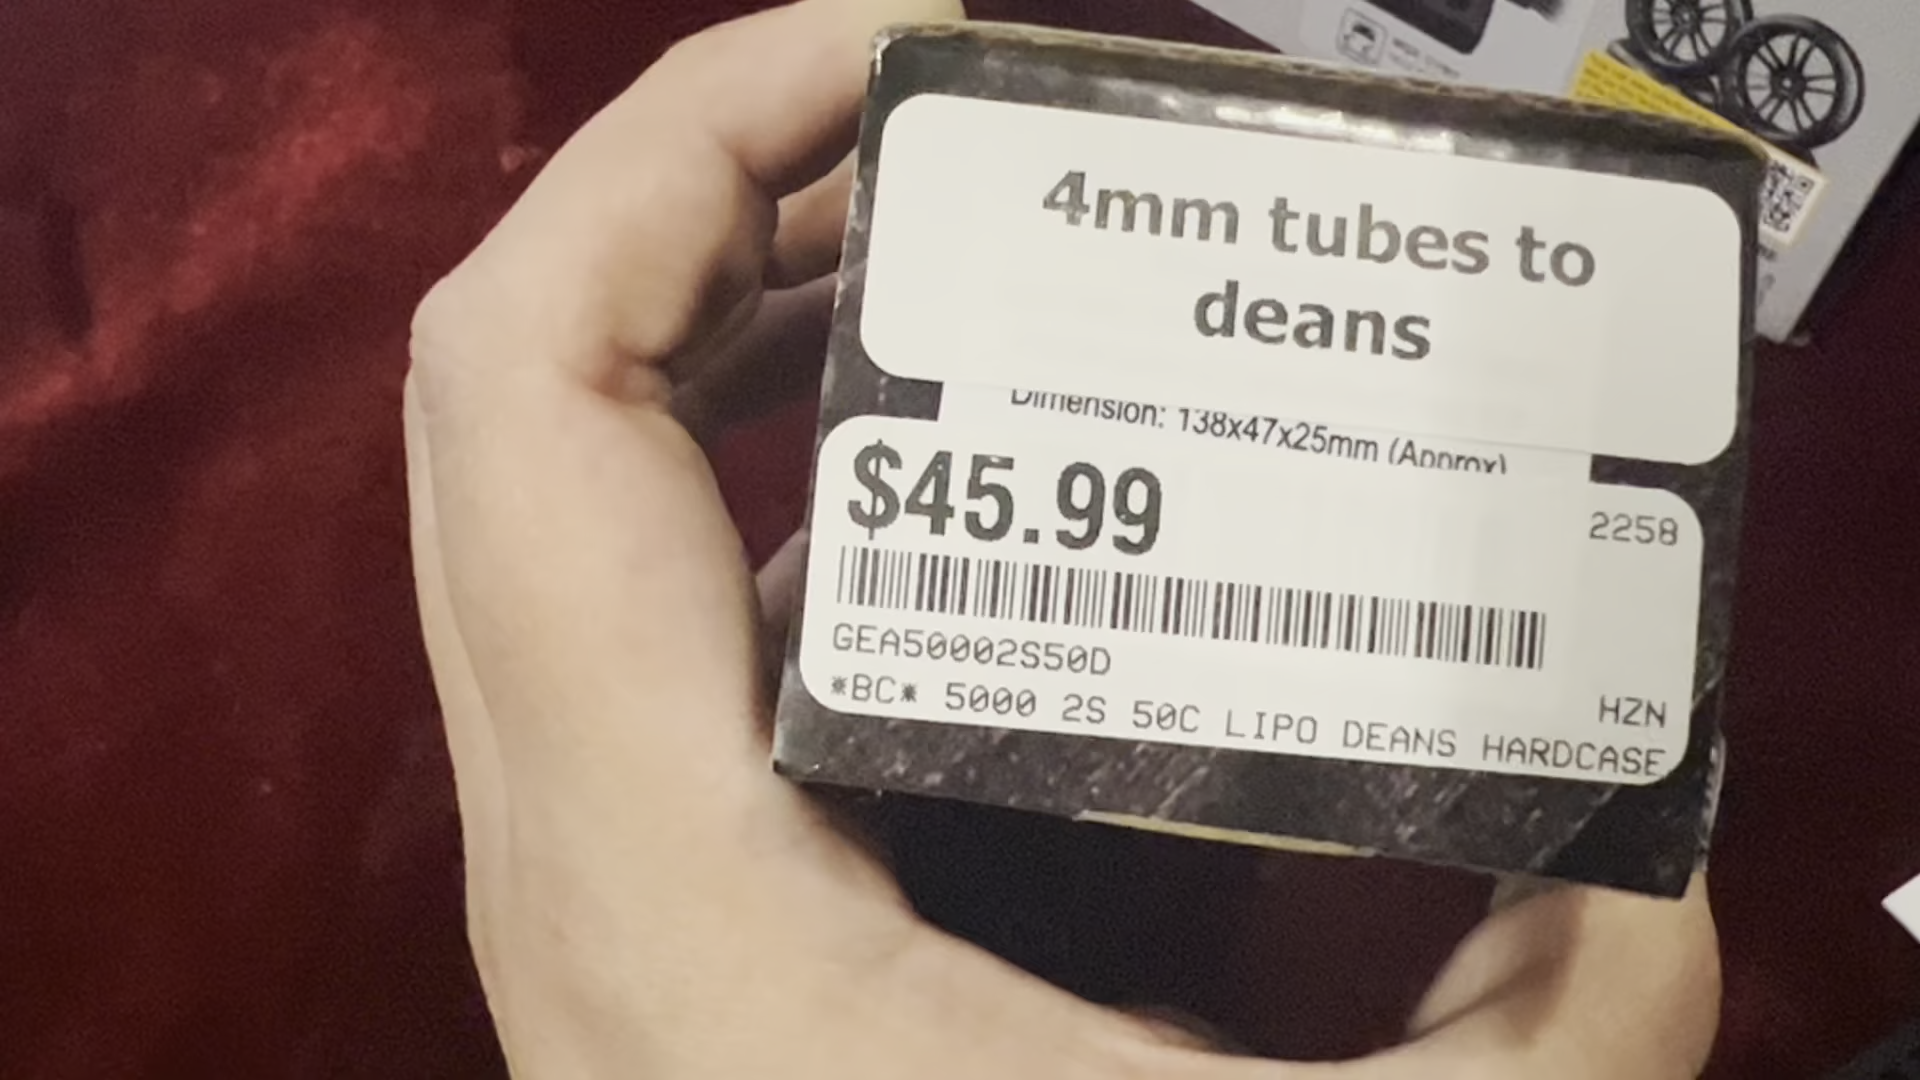 4mm tubes to
deans
Dimension: 138x47x25mm (Approx)
$45.99
2258
GEA50002S50D
HZN
*BC* 5000 2S 50C LIPO DEANS HARDCASE